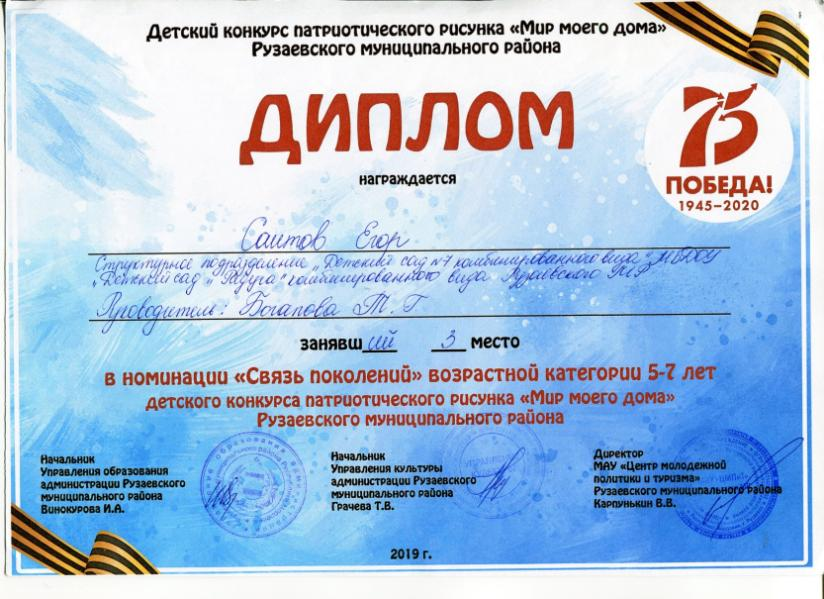 Детский конкурс патриотического рисунка «Мир моего дома»
Рузаевского муниципального района
ДИПЛОМ
75
ПОБЕДА!
1945–2020
награждается
Саитов Егор
Структурное подразделение „Детский сад №7 комбинированного вида" МБДОУ
„Детский сад „Радуга" комбинированного вида Рузаевского
Руководитель: Богапова Т. Г.
занявший 3 место
в номинации «Связь поколений» возрастной категории 5-7 лет
детского конкурса патриотического рисунка «Мир моего дома»
Рузаевского муниципального района
Начальник
Управления образования
администрации Рузаевского
муниципального района
Винокурова И.А.
Начальник
Управления культуры
администрации Рузаевского
муниципального района
Грачева Т.В.
Директор
МАУ «Центр молодежной
политики и туризма»
Рузаевского муниципального района
Карпунькин В.В.
2019 г.